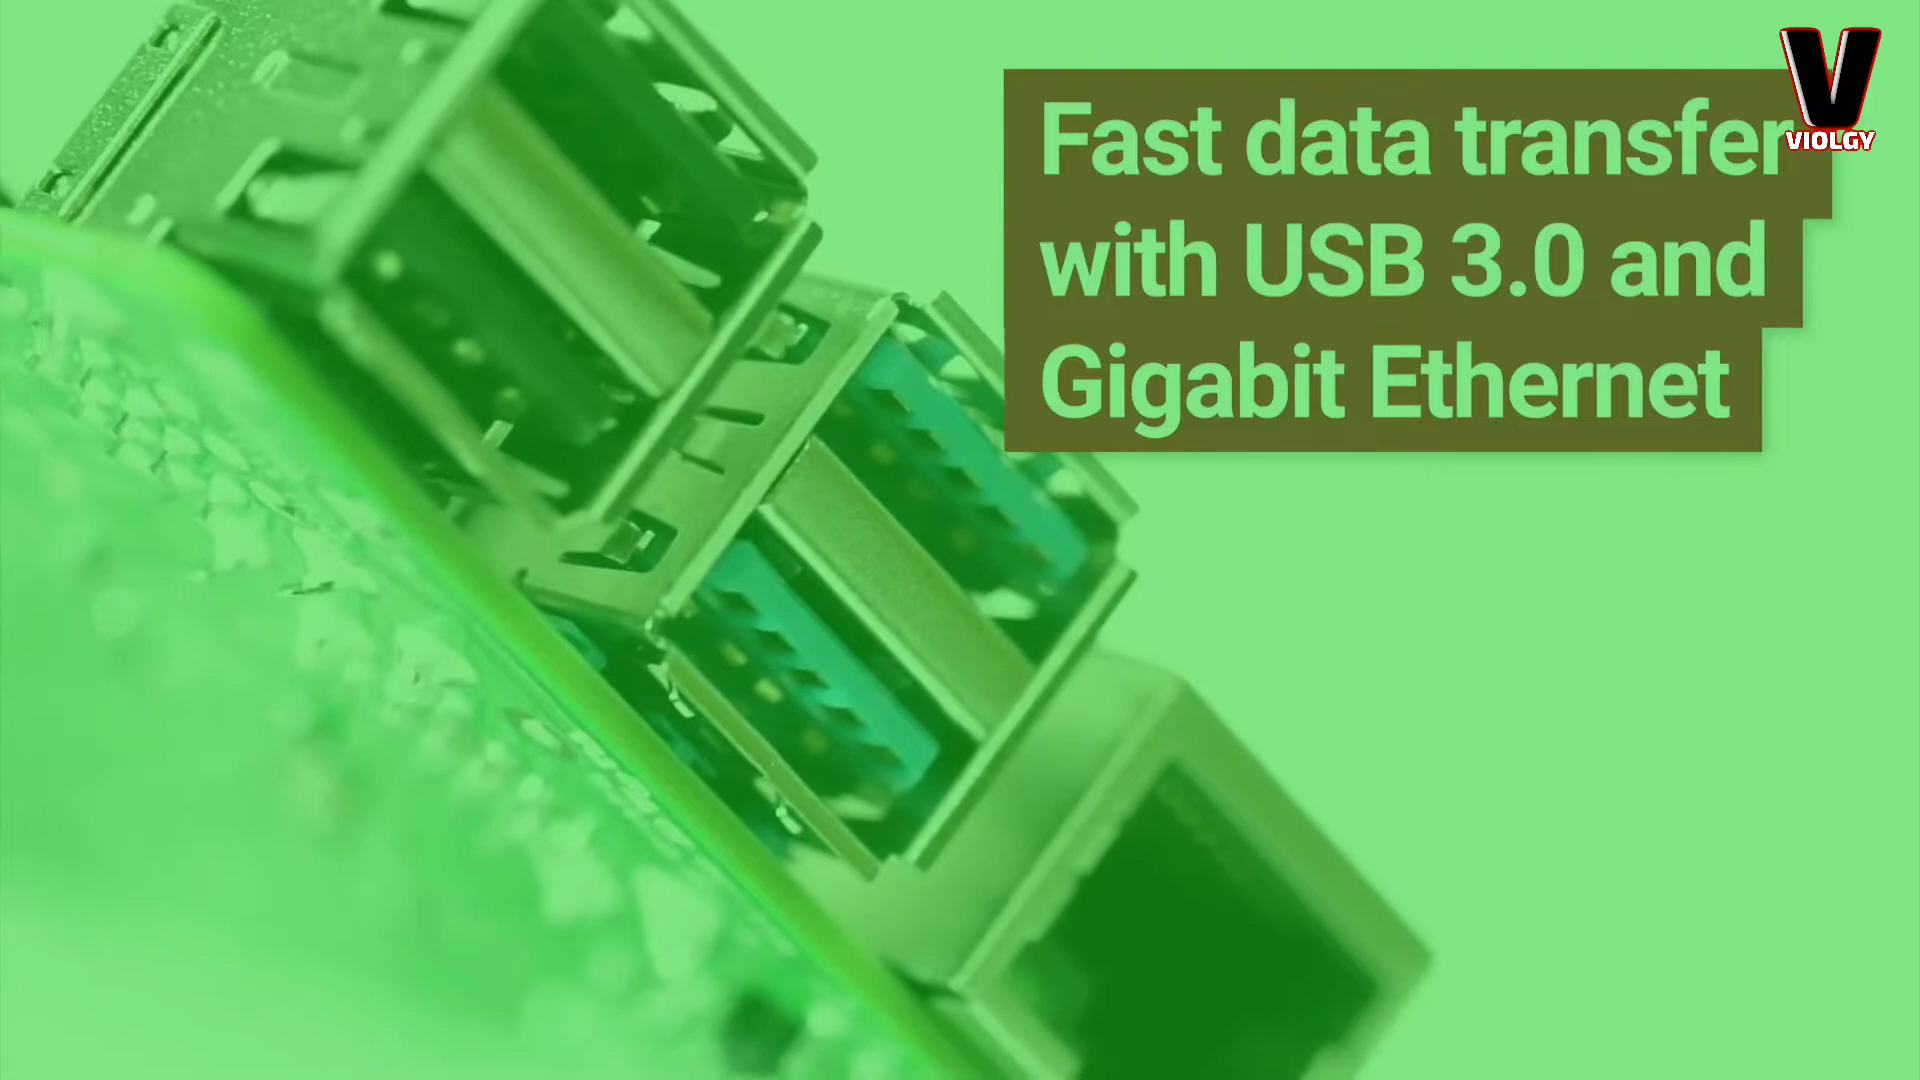 Fast data transfer
with USB 3.0 and
Gigabit Ethernet
V
VIOLGY